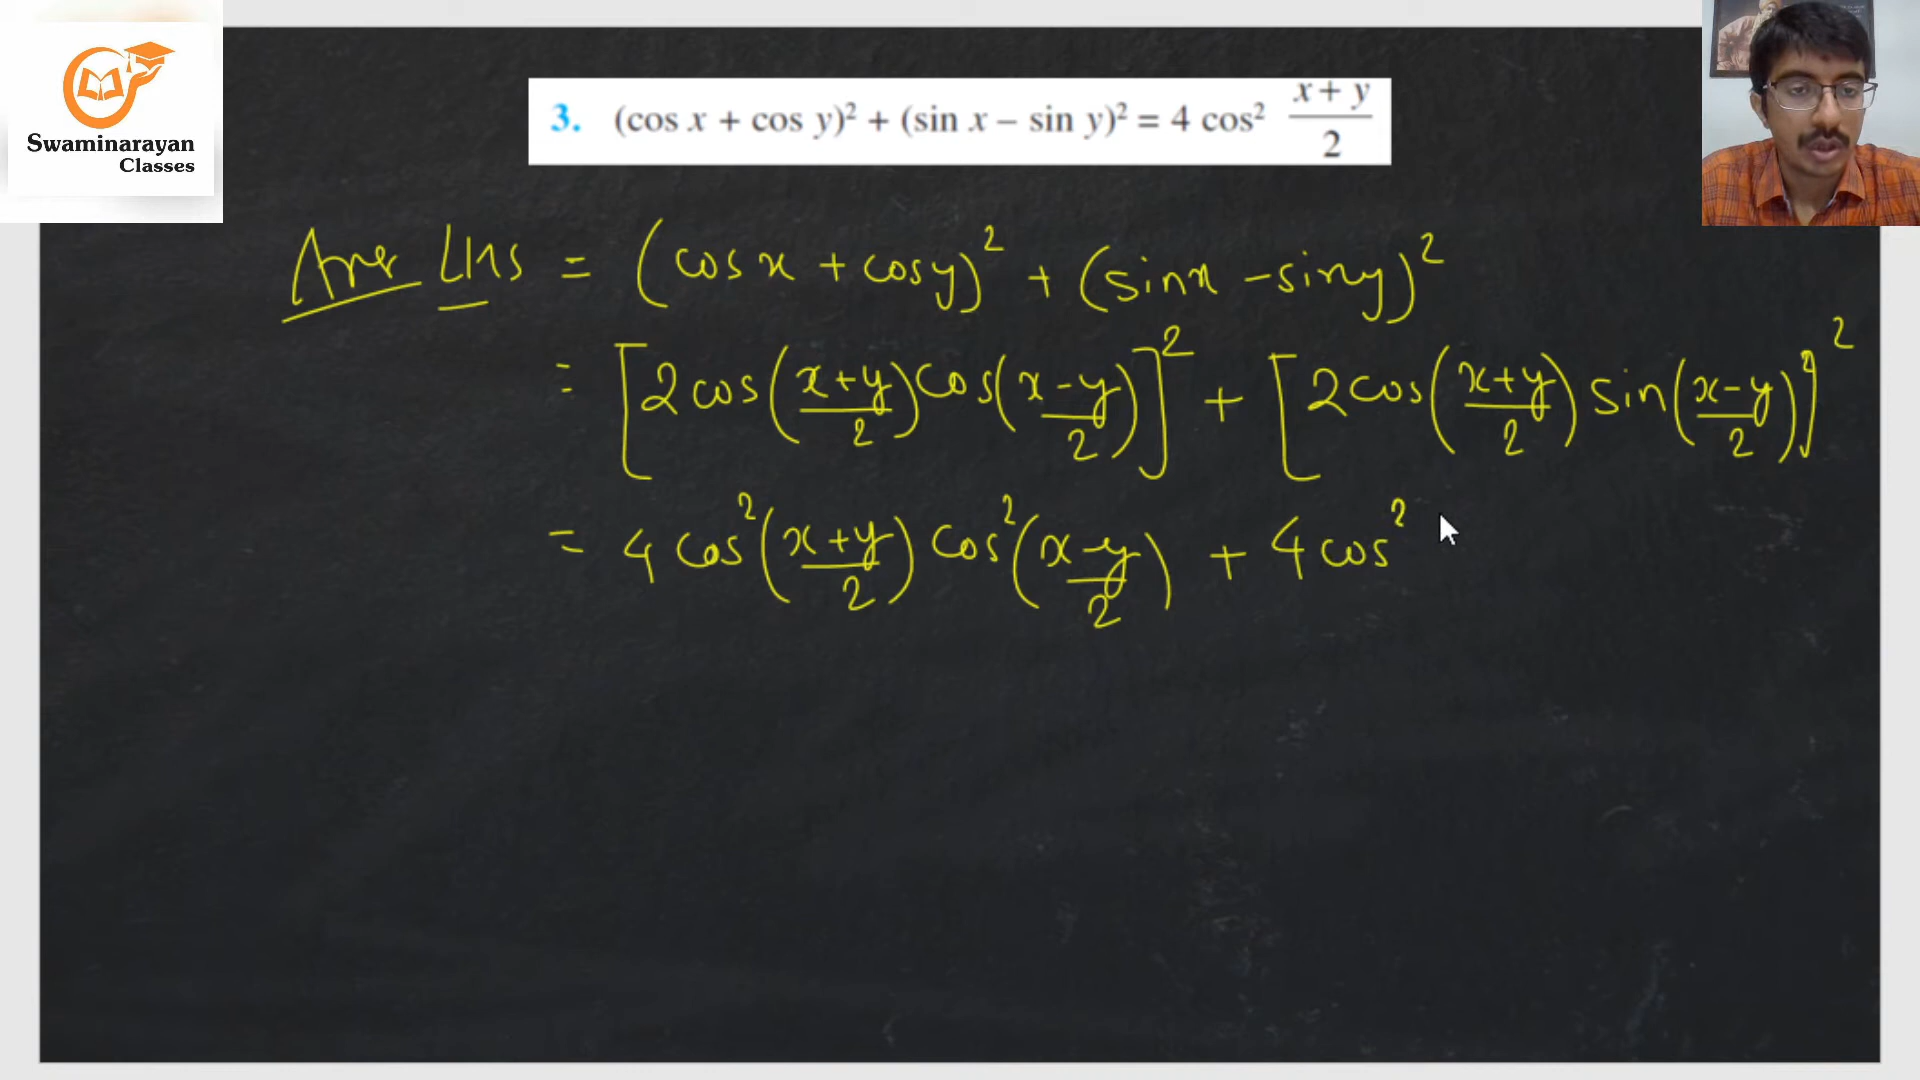 Swaminarayan
Classes
3. (cos x + cos y)² + (sin x – sin y)² = 4 cos² (x + y)/2
Ans LHS = (cos x + cos y)² + (sin x - sin y)²
= [2 cos((x+y)/2) cos((x-y)/2)]² + [2 cos((x+y)/2) sin((x-y)/2)]²
= 4 cos²((x+y)/2) cos²((x-y)/2) + 4 cos²